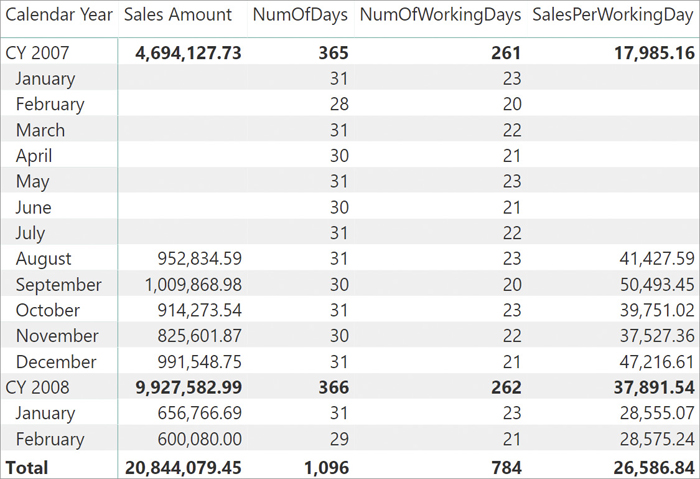 Calendar Year Sales Amount NumOfDays NumOfWorkingDays SalesPerWorkingDay
CY 2007 4,694,127.73 365 261 17,985.16
January 31 23
February 28 20
March 31 22
April 30 21
May 31 23
June 30 21
July 31 22
August 952,834.59 31 23 41,427.59
September 1,009,868.98 30 20 50,493.45
October 914,273.54 31 23 39,751.02
November 825,601.87 30 22 37,527.36
December 991,548.75 31 21 47,216.61
CY 2008 9,927,582.99 366 262 37,891.54
January 656,766.69 31 23 28,555.07
February 600,080.00 29 21 28,575.24
Total 20,844,079.45 1,096 784 26,586.84